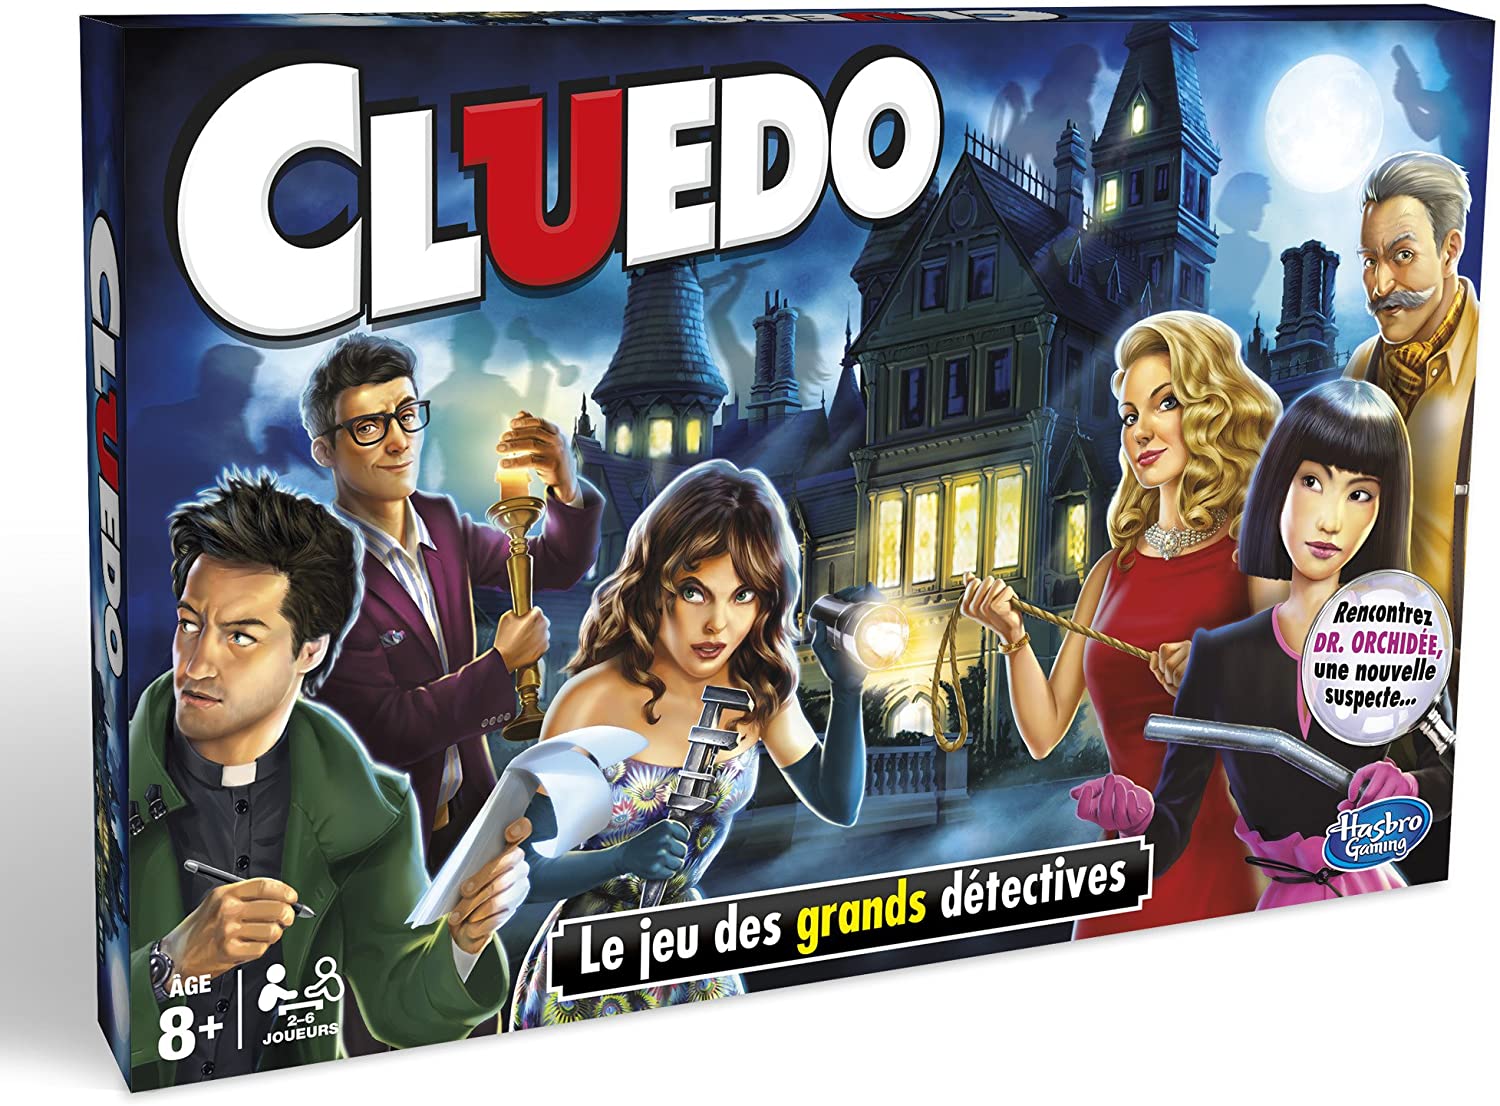 CLUEDO
CLUEDO
CLUEDO
Rencontrez
DR. ORCHIDÉE,
une nouvelle
suspecte...
Hasbro
Gaming
Le jeu des grands détectives
ÂGE
8+
2-6
JOUEURS